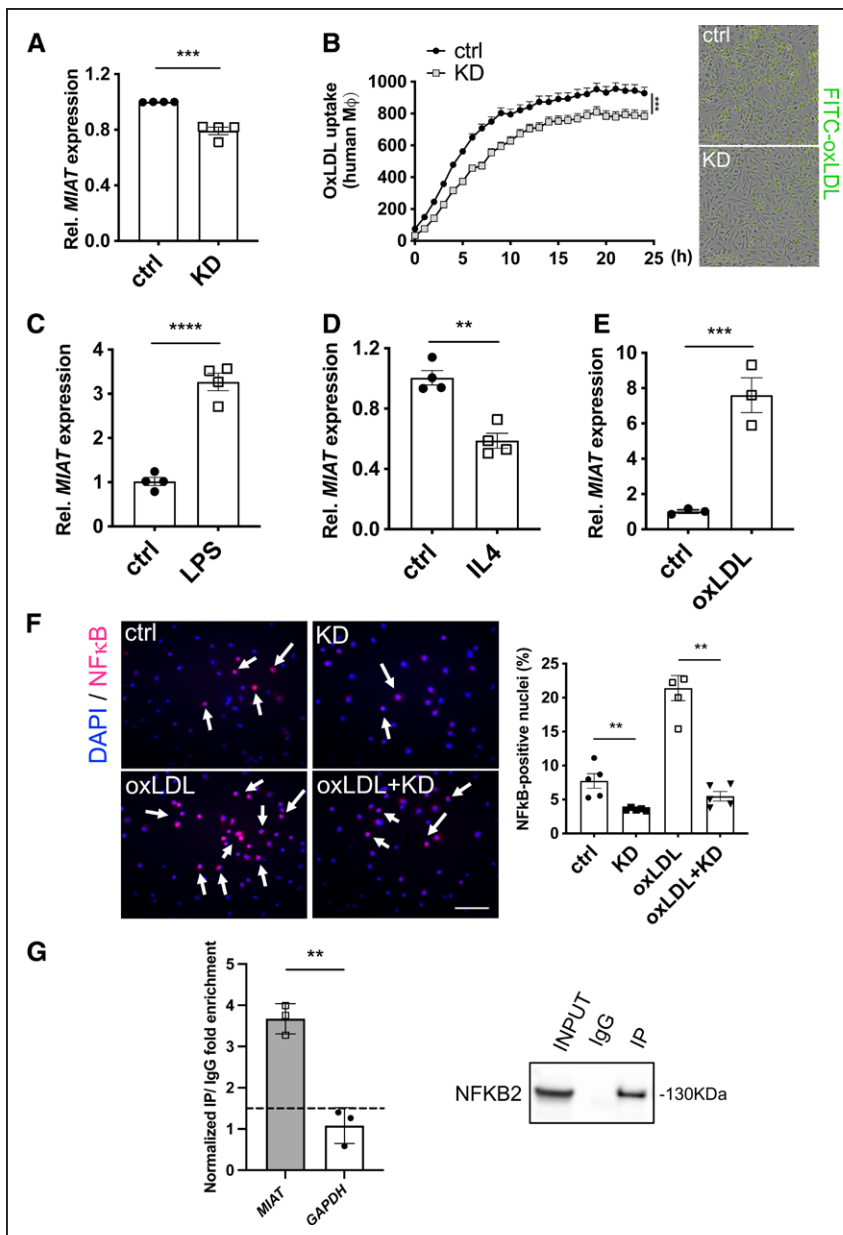 A
***
Rel. MIAT expression
1.2
0.8
0.4
0.0
ctrl
KD
B
ctrl
KD
OxLDL uptake
(human Mϕ)
1000
800
600
400
200
0
0 5 10 15 20 25 (h)
***
ctrl
KD
FITC-oxLDL
C
****
Rel. MIAT expression
4
3
2
1
0
ctrl
LPS
D
**
Rel. MIAT expression
1.2
0.9
0.6
0.3
0.0
ctrl
IL4
E
***
Rel. MIAT expression
10
8
6
4
2
0
ctrl
oxLDL
F
DAPI / NFκB
ctrl
KD
oxLDL
oxLDL+KD
NFkB-positive nuclei (%)
25
20
15
10
5
0
**
**
ctrl
KD
oxLDL
oxLDL+KD
G
Normalized IP/ IgG fold enrichment
5
4
3
2
1
0
**
MIAT
GAPDH
INPUT
IgG
IP
NFKB2
-130KDa